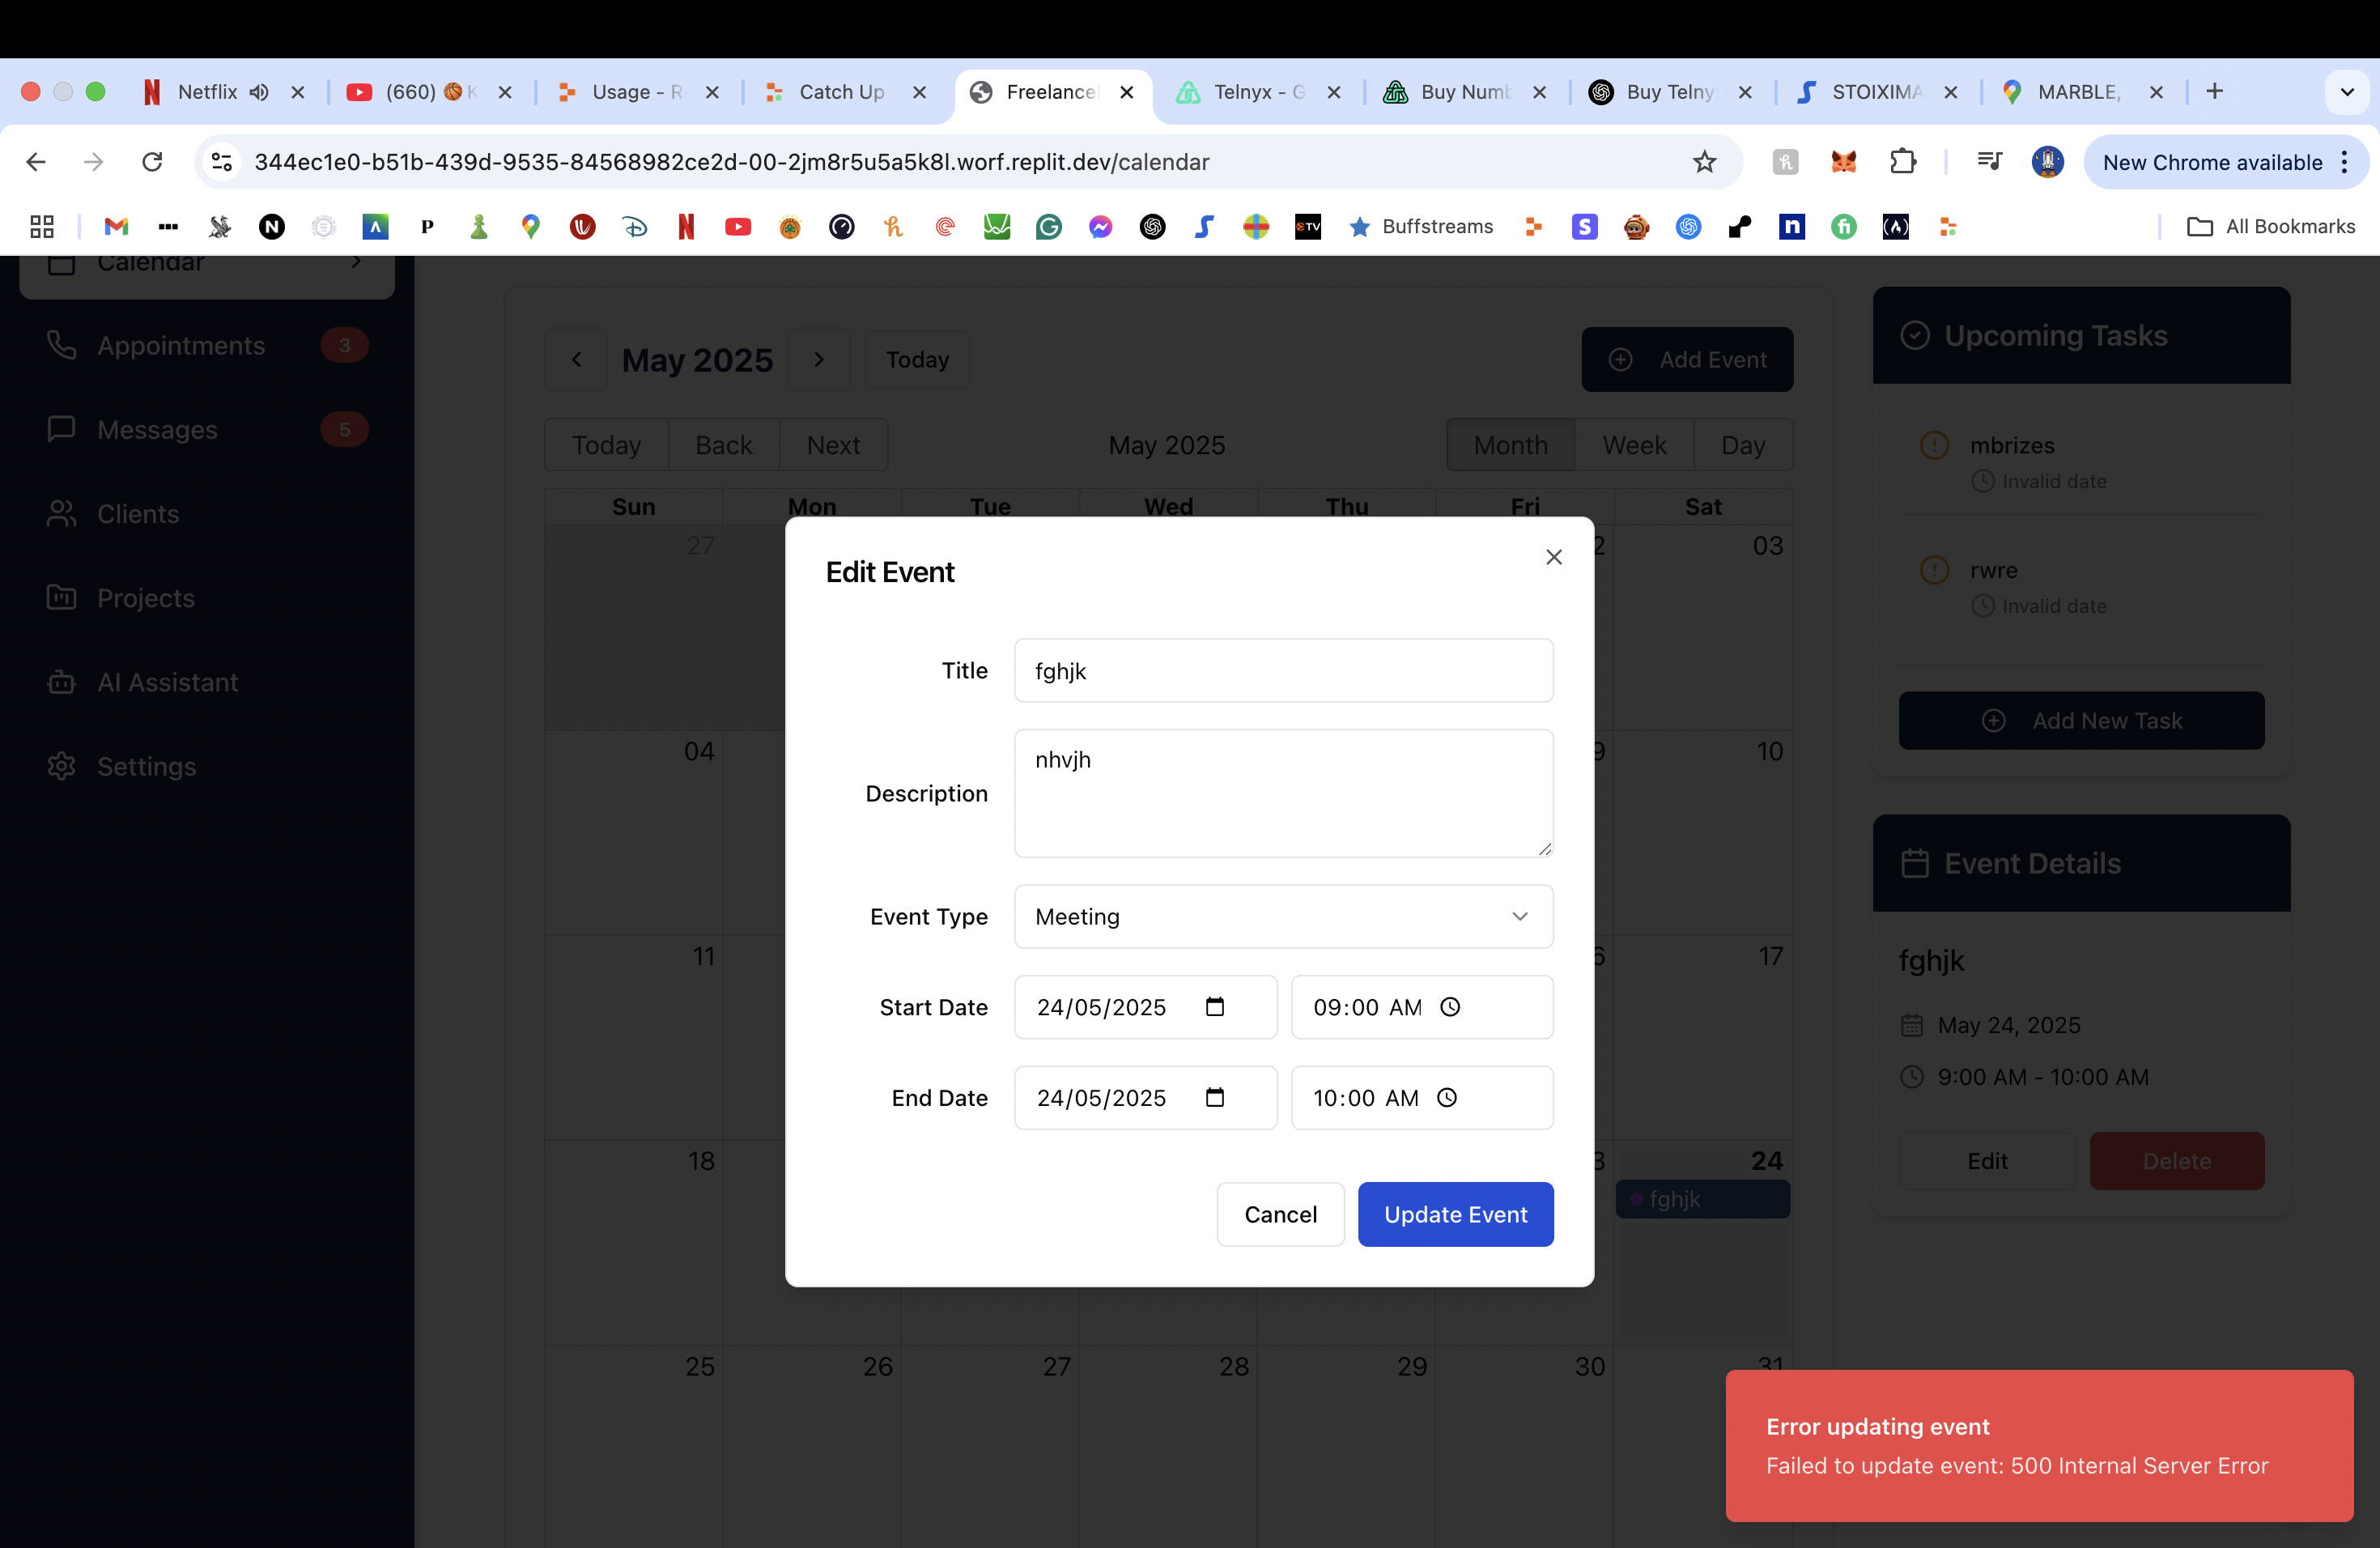 Netflix
(660) 🏀 K
Usage - R
Catch Up
Freelancel
Telnyx - G
Buy Numb
Buy Telny
STOIXIMA
MARBLE,
344ec1e0-b51b-439d-9535-84568982ce2d-00-2jm8r5u5a5k8l.worf.replit.dev/calendar
New Chrome available
Buffstreams
All Bookmarks
Calendar
Appointments 3
Messages 5
Clients
Projects
AI Assistant
Settings
May 2025
Today
Add Event
Today Back Next
May 2025
Month Week Day
Sun Mon Tue Wed Thu Fri Sat
27 2 03
04 9 10
11 6 17
18 3 24
fghjk
25 26 27 28 29 30 31
Edit Event
Title
fghjk
Description
nhvjh
Event Type
Meeting
Start Date
24/05/2025
09:00 AM
End Date
24/05/2025
10:00 AM
Cancel
Update Event
Upcoming Tasks
mbrizes
Invalid date
rwre
Invalid date
Add New Task
Event Details
fghjk
May 24, 2025
9:00 AM - 10:00 AM
Edit
Delete
Error updating event
Failed to update event: 500 Internal Server Error